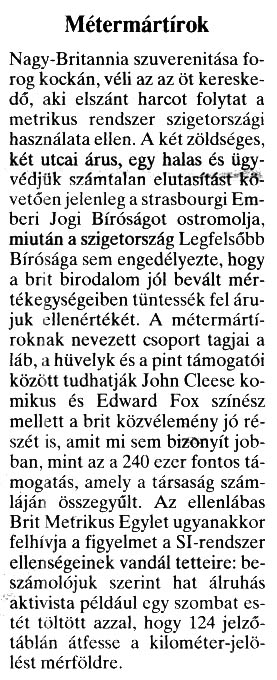 Métermártírok
Nagy-Britannia szuverenitása fo-
rog kockán, véli az az öt kereske-
dő, aki elszánt harcot folytat a
metrikus rendszer szigetországi
használata ellen. A két zöldséges,
két utcai árus, egy halas és ügy-
védjük számtalan elutasítást kö-
vetően jelenleg a strasbourgi Em-
beri Jogi Bíróságot ostromolja,
miután a szigetország Legfelsőbb
Bírósága sem engedélyezte, hogy
a brit birodalom jól bevált mér-
tékegységeiben tüntessék fel áru-
juk ellenértékét. A métermártí-
roknak nevezett csoport tagjai a
láb, a hüvelyk és a pint támogatói
között tudhatják John Cleese ko-
mikus és Edward Fox színész
mellett a brit közvélemény jó ré-
szét is, amit mi sem bizonyít job-
ban, mint az a 240 ezer fontos tá-
mogatás, amely a társaság szám-
láján összegyűlt. Az ellenlábas
Brit Metrikus Egylet ugyanakkor
felhívja a figyelmet a SI-rendszer
ellenségeinek vandál tetteire: be-
számolójuk szerint hat álruhás
aktivista például egy szombat es-
tét töltött azzal, hogy 124 jelző-
táblán átfesse a kilométer-jelö-
lést mérföldre.